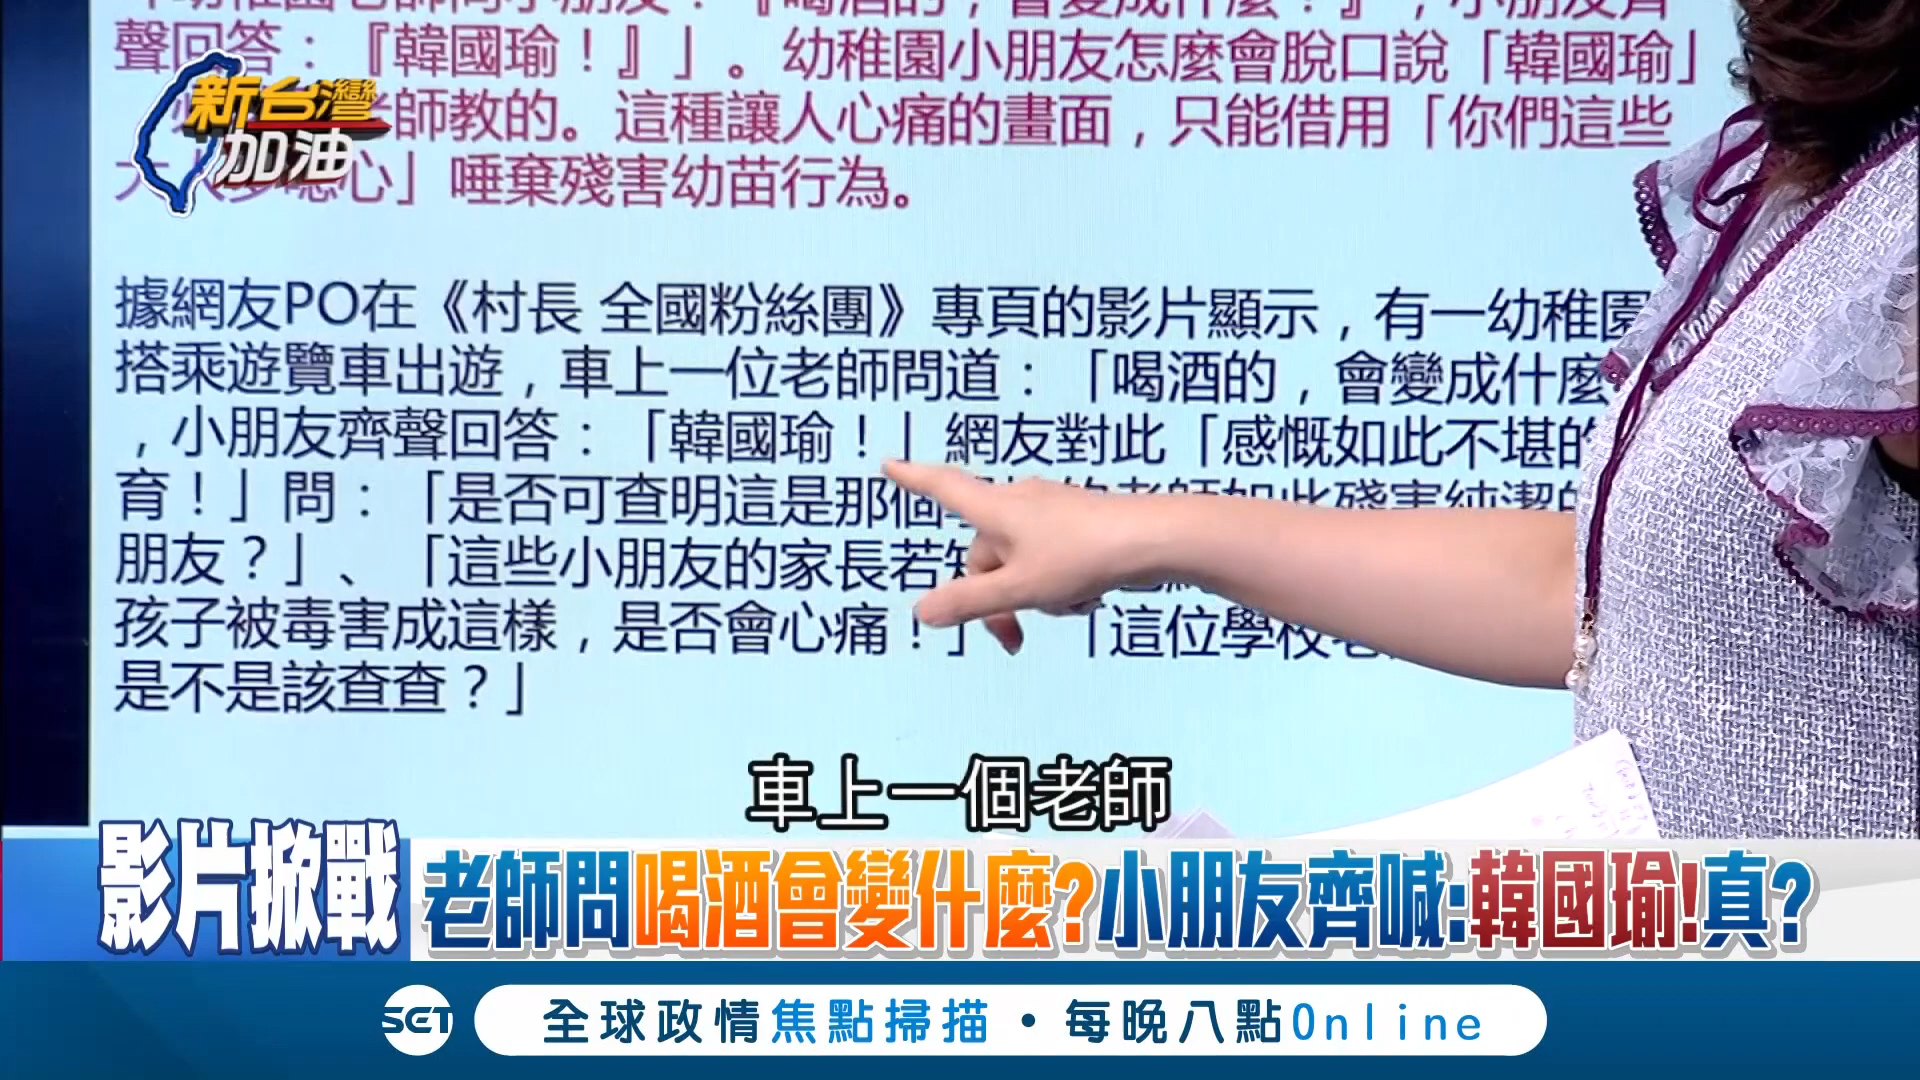 聲回答：『韓國瑜！』」。幼稚園小朋友怎麼會脫口說「韓國瑜」
老師教的。這種讓人心痛的畫面，只能借用「你們這些
心」唾棄殘害幼苗行為。
新台灣
加油
據網友PO在《村長 全國粉絲團》專頁的影片顯示，有一幼稚園
搭乘遊覽車出遊，車上一位老師問道：「喝酒的，會變成什麼
，小朋友齊聲回答：「韓國瑜！」網友對此「感慨如此不堪的
育！」問：「是否可查明這是那個
朋友？」、「這些小朋友的家長若知
孩子被毒害成這樣，是否會心痛！」「這位學校老
是不是該查查？」
車上一個老師
影片掀戰
老師問喝酒會變什麼?小朋友齊喊:韓國瑜!真?
SET
全球政情焦點掃描・每晚八點Online